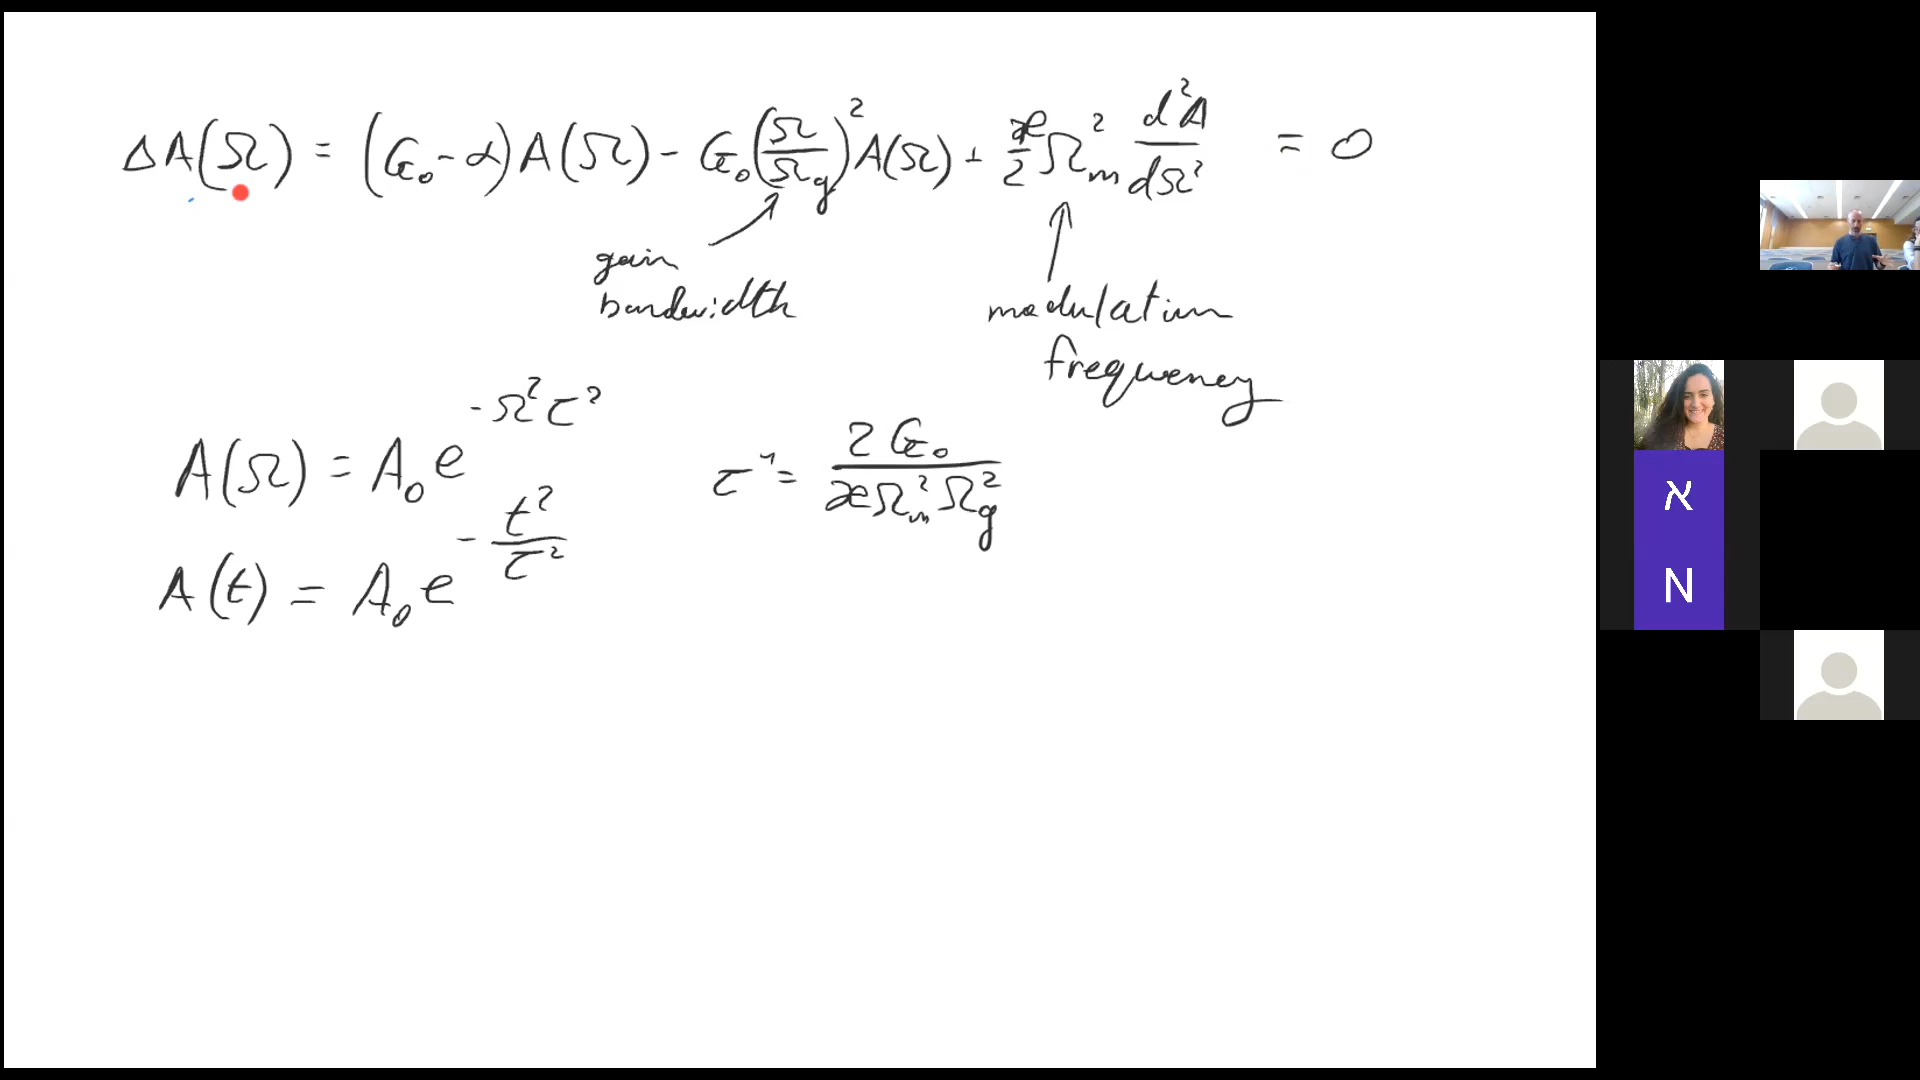 ΔA(Ω) = (G₀-α)A(Ω) - G₀(Ω/Ω_g)²A(Ω) + æ/2 Ω_m² d²A/dΩ² = 0
gain
bandwidth
modulation
frequency
A(Ω) = A₀e^(-Ω²τ²)
τ⁴ = 2G₀/(æΩ_m²Ω_g²)
A(t) = A₀e^(-t²/τ²)
א
N